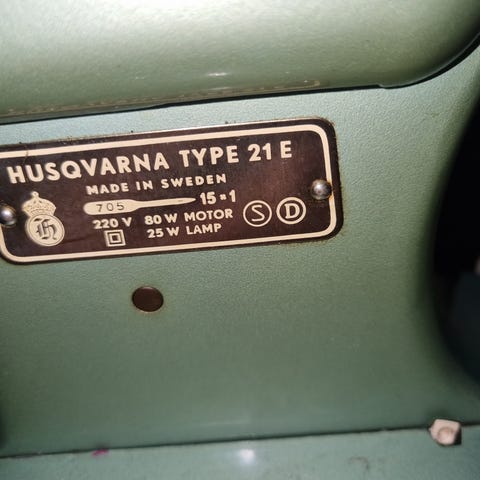 HUSQVARNA TYPE 21 E
MADE IN SWEDEN
705 15×1
220 V 80 W MOTOR
25 W LAMP
H
S D